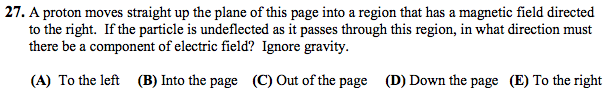 27. A proton moves straight up the plane of this page into a region that has a magnetic field directed
to the right. If the particle is undeflected as it passes through this region, in what direction must
there be a component of electric field? Ignore gravity.
(A) To the left (B) Into the page (C) Out of the page (D) Down the page (E) To the right